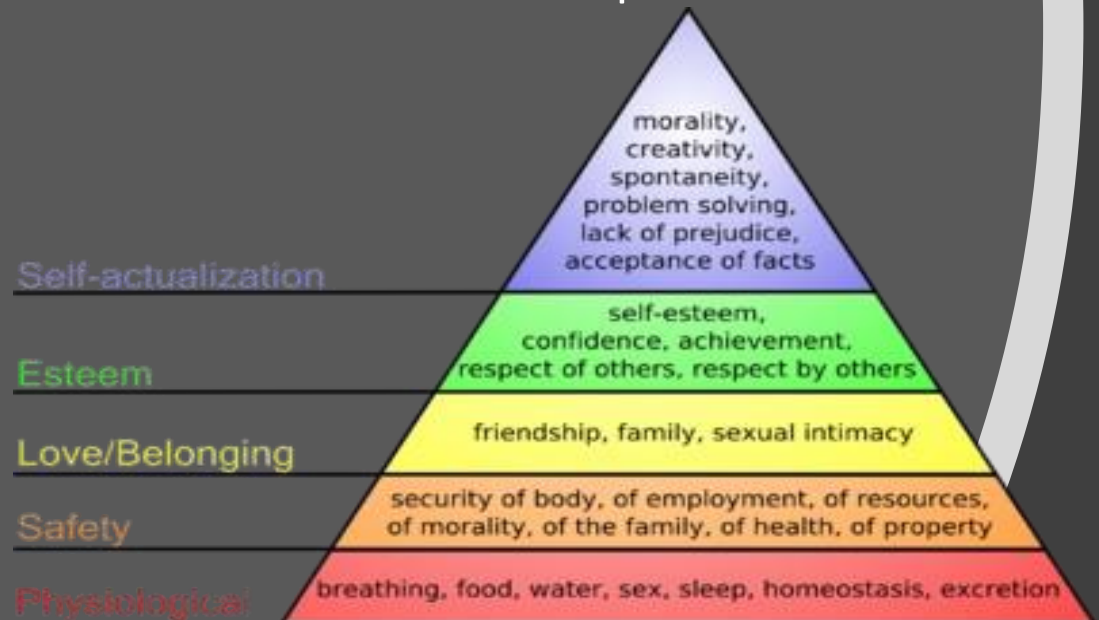 morality,
creativity,
spontaneity,
problem solving,
lack of prejudice,
acceptance of facts
Self-actualization
self-esteem,
confidence, achievement,
respect of others, respect by others
Esteem
friendship, family, sexual intimacy
Love/Belonging
security of body, of employment, of resources,
of morality, of the family, of health, of property
Safety
breathing, food, water, sex, sleep, homeostasis, excretion
Physiological